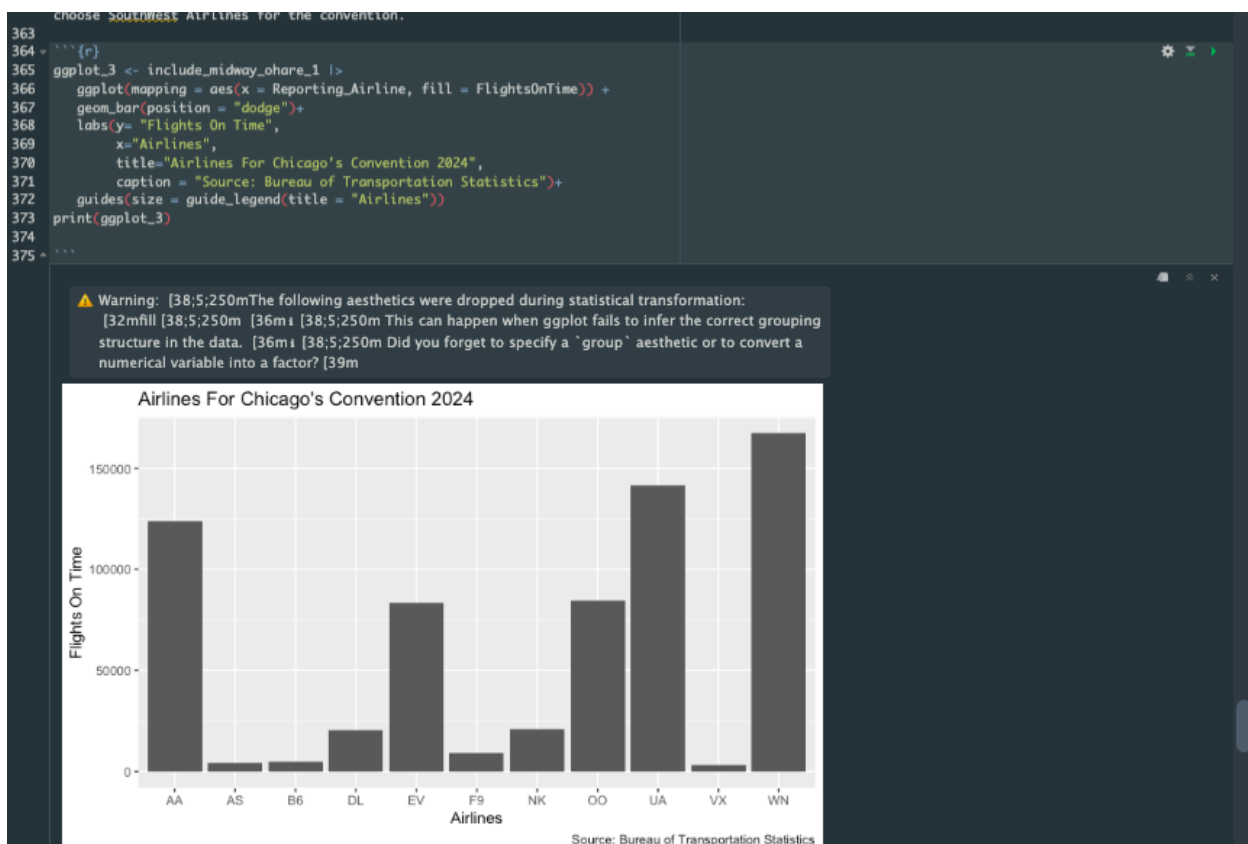 choose SouthWest Airlines for the convention.
363
364 ```{r}
365 ggplot_3 <- include_midway_ohare_1 |>
366 ggplot(mapping = aes(x = Reporting_Airline, fill = FlightsOnTime)) +
367 geom_bar(position = "dodge")+
368 labs(y= "Flights On Time",
369 x="Airlines",
370 title="Airlines For Chicago's Convention 2024",
371 caption = "Source: Bureau of Transportation Statistics")+
372 guides(size = guide_legend(title = "Airlines"))
373 print(ggplot_3)
374
375 ```
Warning: [38;5;250mThe following aesthetics were dropped during statistical transformation:
[32mfill [38;5;250m [36mℹ [38;5;250m This can happen when ggplot fails to infer the correct grouping
structure in the data. [36mℹ [38;5;250m Did you forget to specify a `group` aesthetic or to convert a
numerical variable into a factor? [39m
Airlines For Chicago's Convention 2024
150000
100000
50000
0
Flights On Time
AA AS B6 DL EV F9 NK OO UA VX WN
Airlines
Source: Bureau of Transportation Statistics